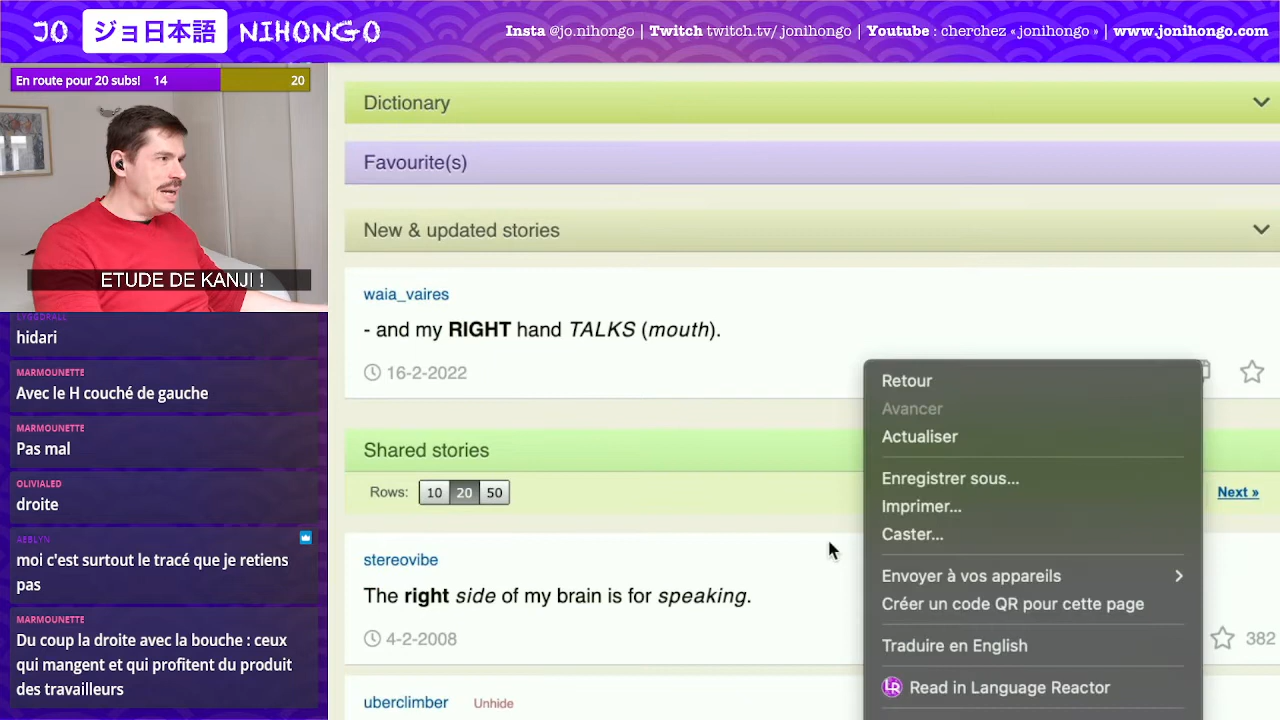 JO ジョ日本語 NIHONGO
Insta @jo.nihongo | Twitch twitch.tv/jonihongo | Youtube : cherchez « jonihongo » | www.jonihongo.com
En route pour 20 subs! 14 20
ETUDE DE KANJI !
hidari
MARMOUNETTE
Avec le H couché de gauche
MARMOUNETTE
Pas mal
OLIVIALED
droite
AEBLYN
moi c'est surtout le tracé que je retiens
pas
MARMOUNETTE
Du coup la droite avec la bouche : ceux
qui mangent et qui profitent du produit
des travailleurs
Dictionary
Favourite(s)
New & updated stories
waia_vaires
- and my RIGHT hand TALKS (mouth).
16-2-2022
Shared stories
Rows: 10 20 50
Next »
stereovibe
The right side of my brain is for speaking.
4-2-2008
382
uberclimber Unhide
Retour
Avancer
Actualiser
Enregistrer sous...
Imprimer...
Caster...
Envoyer à vos appareils
Créer un code QR pour cette page
Traduire en English
LR Read in Language Reactor